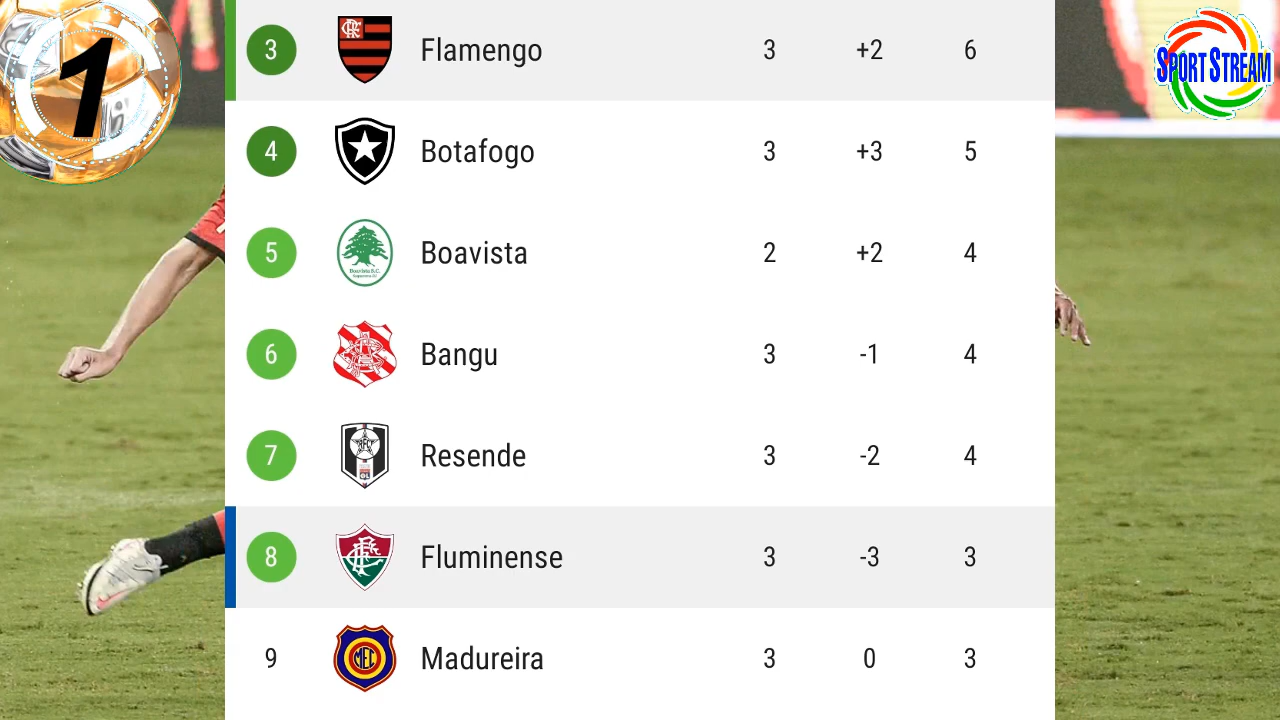 1
SPORT STREAM
3 Flamengo 3 +2 6
4 Botafogo 3 +3 5
5 Boavista 2 +2 4
6 Bangu 3 -1 4
7 Resende 3 -2 4
8 Fluminense 3 -3 3
9 Madureira 3 0 3